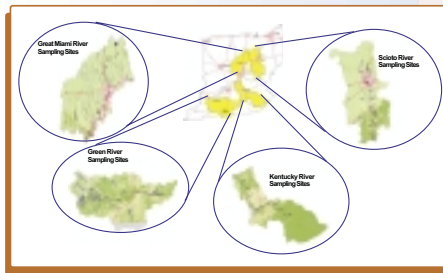 Great Miami River
Sampling Sites
Scioto River
Sampling Sites
Green River
Sampling Sites
Kentucky River
Sampling Sites